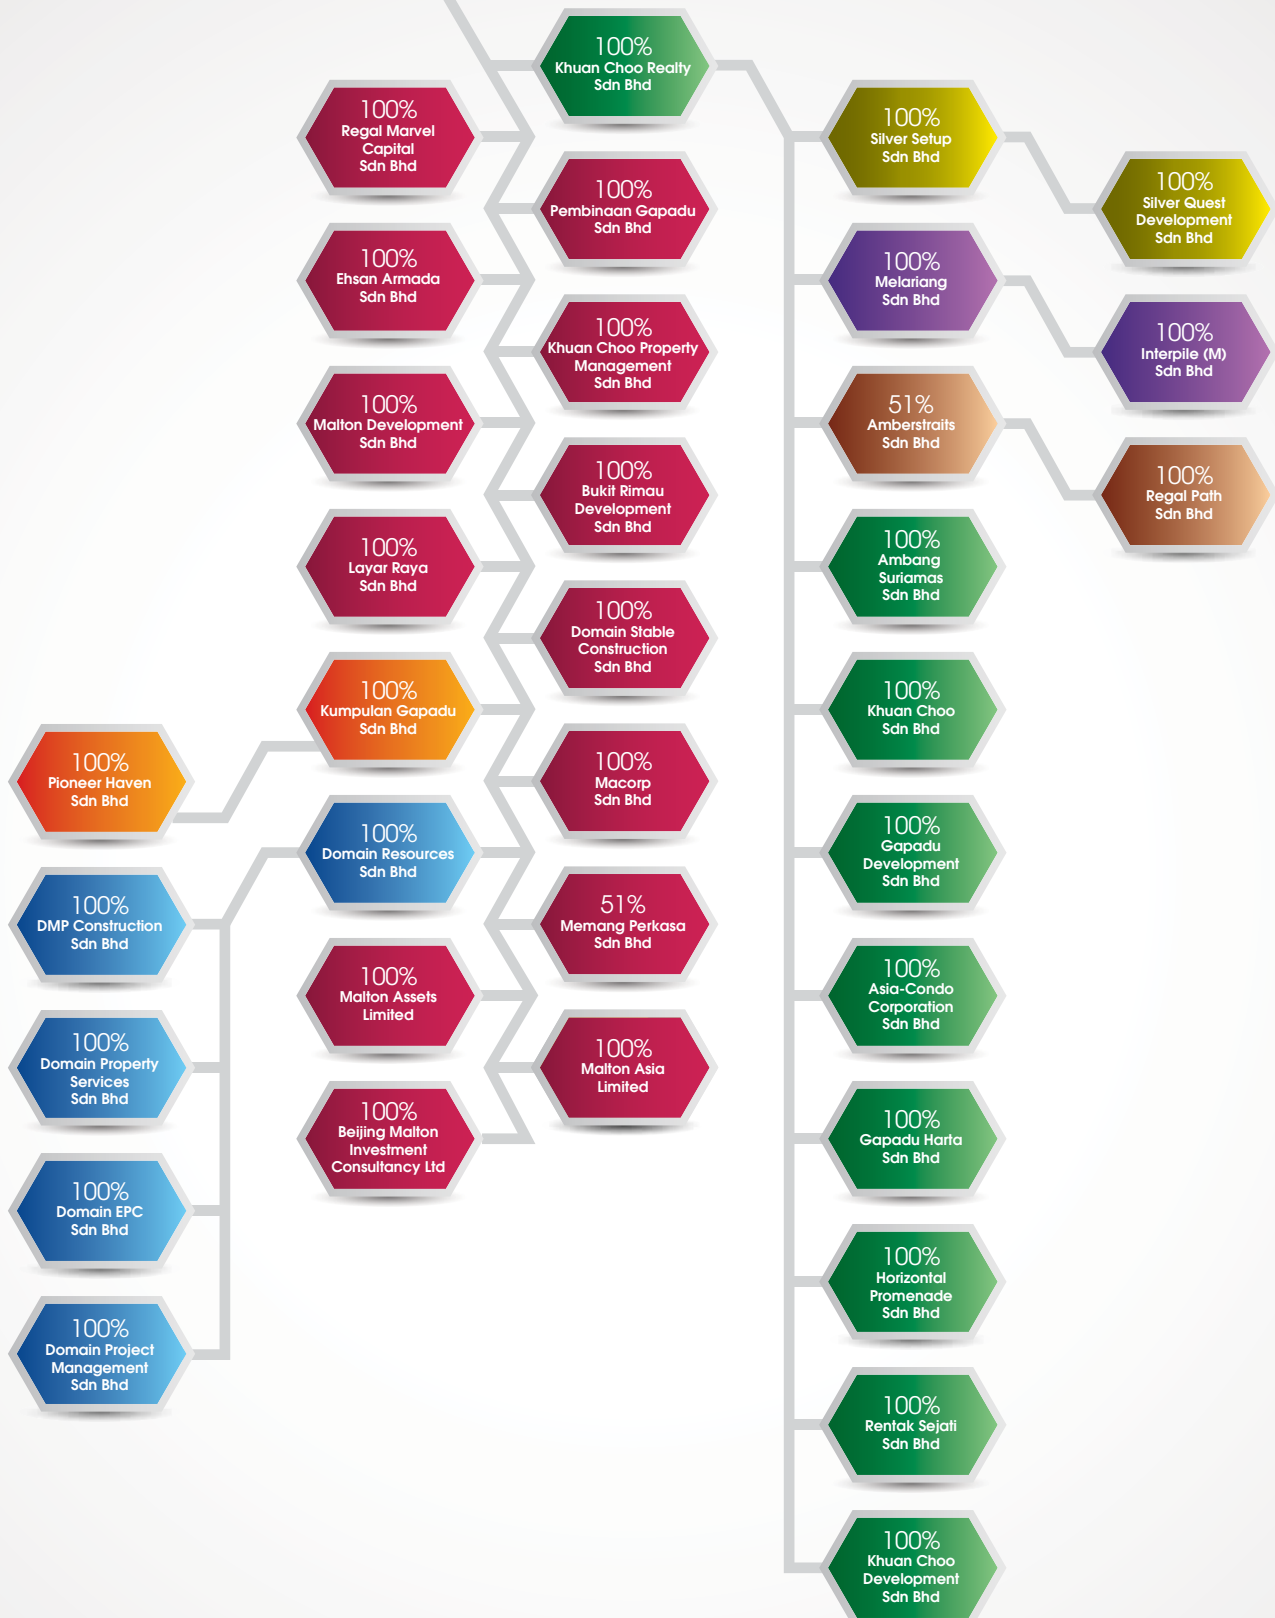 100%
Khuan Choo Realty
Sdn Bhd
100%
Regal Marvel
Capital
Sdn Bhd
100%
Pembinaan Gapadu
Sdn Bhd
100%
Ehsan Armada
Sdn Bhd
100%
Khuan Choo Property
Management
Sdn Bhd
100%
Malton Development
Sdn Bhd
100%
Bukit Rimau
Development
Sdn Bhd
100%
Layar Raya
Sdn Bhd
100%
Domain Stable
Construction
Sdn Bhd
100%
Kumpulan Gapadu
Sdn Bhd
100%
Pioneer Haven
Sdn Bhd
100%
Macorp
Sdn Bhd
100%
Domain Resources
Sdn Bhd
100%
DMP Construction
Sdn Bhd
100%
Domain Property
Services
Sdn Bhd
100%
Domain EPC
Sdn Bhd
100%
Domain Project
Management
Sdn Bhd
51%
Memang Perkasa
Sdn Bhd
100%
Malton Assets
Limited
100%
Malton Asia
Limited
100%
Beijing Malton
Investment
Consultancy Ltd
100%
Silver Setup
Sdn Bhd
100%
Silver Quest
Development
Sdn Bhd
100%
Melariang
Sdn Bhd
100%
Interpile (M)
Sdn Bhd
51%
Amberstraits
Sdn Bhd
100%
Regal Path
Sdn Bhd
100%
Ambang
Suriamas
Sdn Bhd
100%
Khuan Choo
Sdn Bhd
100%
Gapadu
Development
Sdn Bhd
100%
Asia-Condo
Corporation
Sdn Bhd
100%
Gapadu Harta
Sdn Bhd
100%
Horizontal
Promenade
Sdn Bhd
100%
Rentak Sejati
Sdn Bhd
100%
Khuan Choo
Development
Sdn Bhd